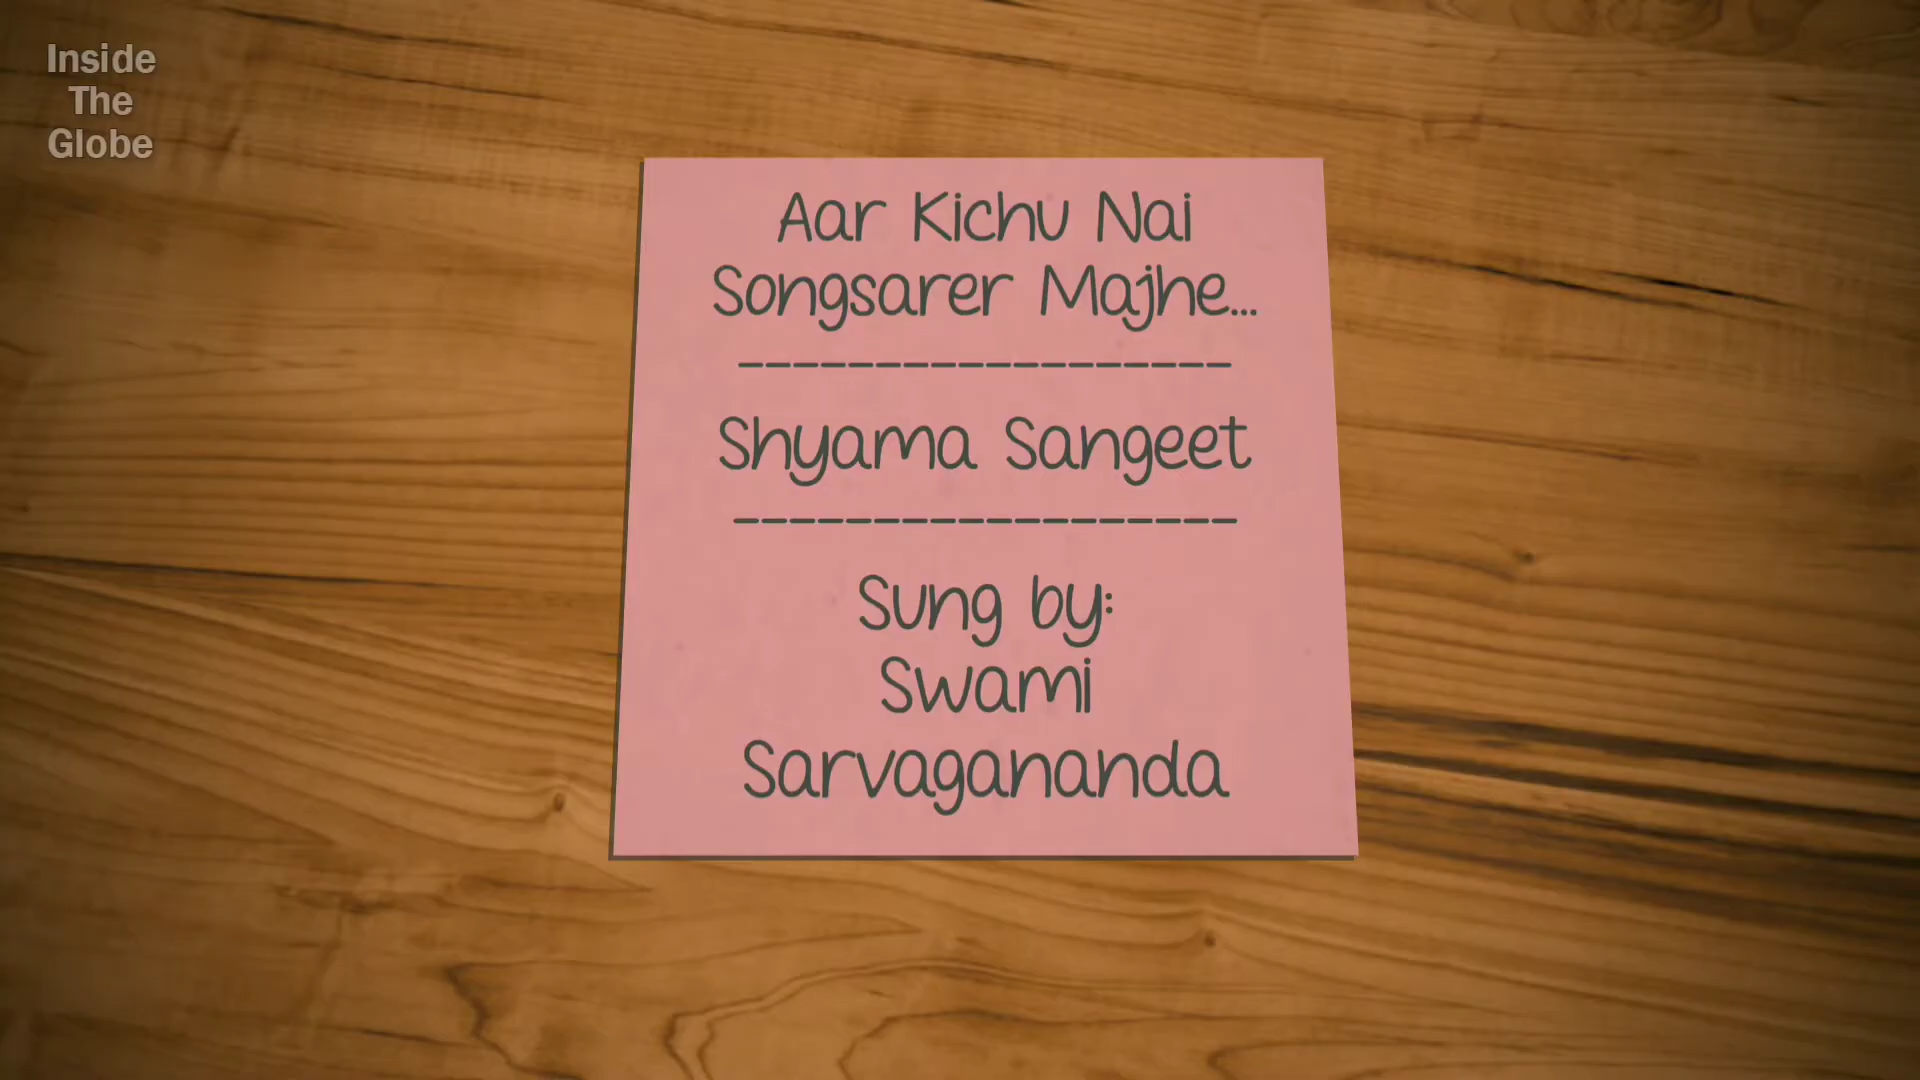 Inside
The
Globe
Aar Kichu Nai
Songsarer Majhe...
------------------
Shyama Sangeet
------------------
Sung by:
Swami
Sarvagananda